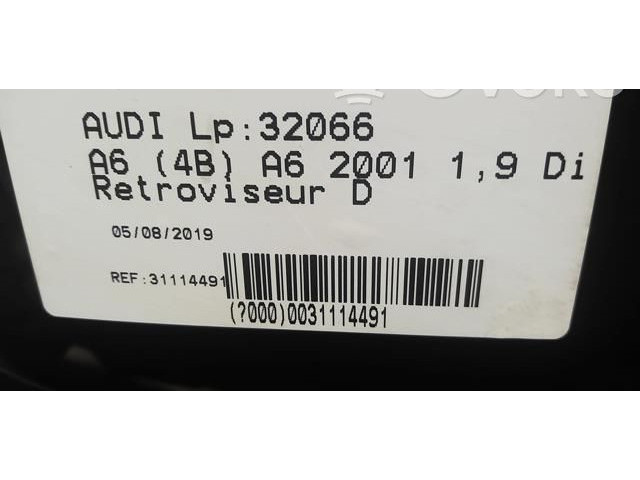 AUDI Lp:32066
A6 (4B) A6 2001 1,9 Di
Retroviseur D
05/08/2019
REF:31114491
(?000)0031114491